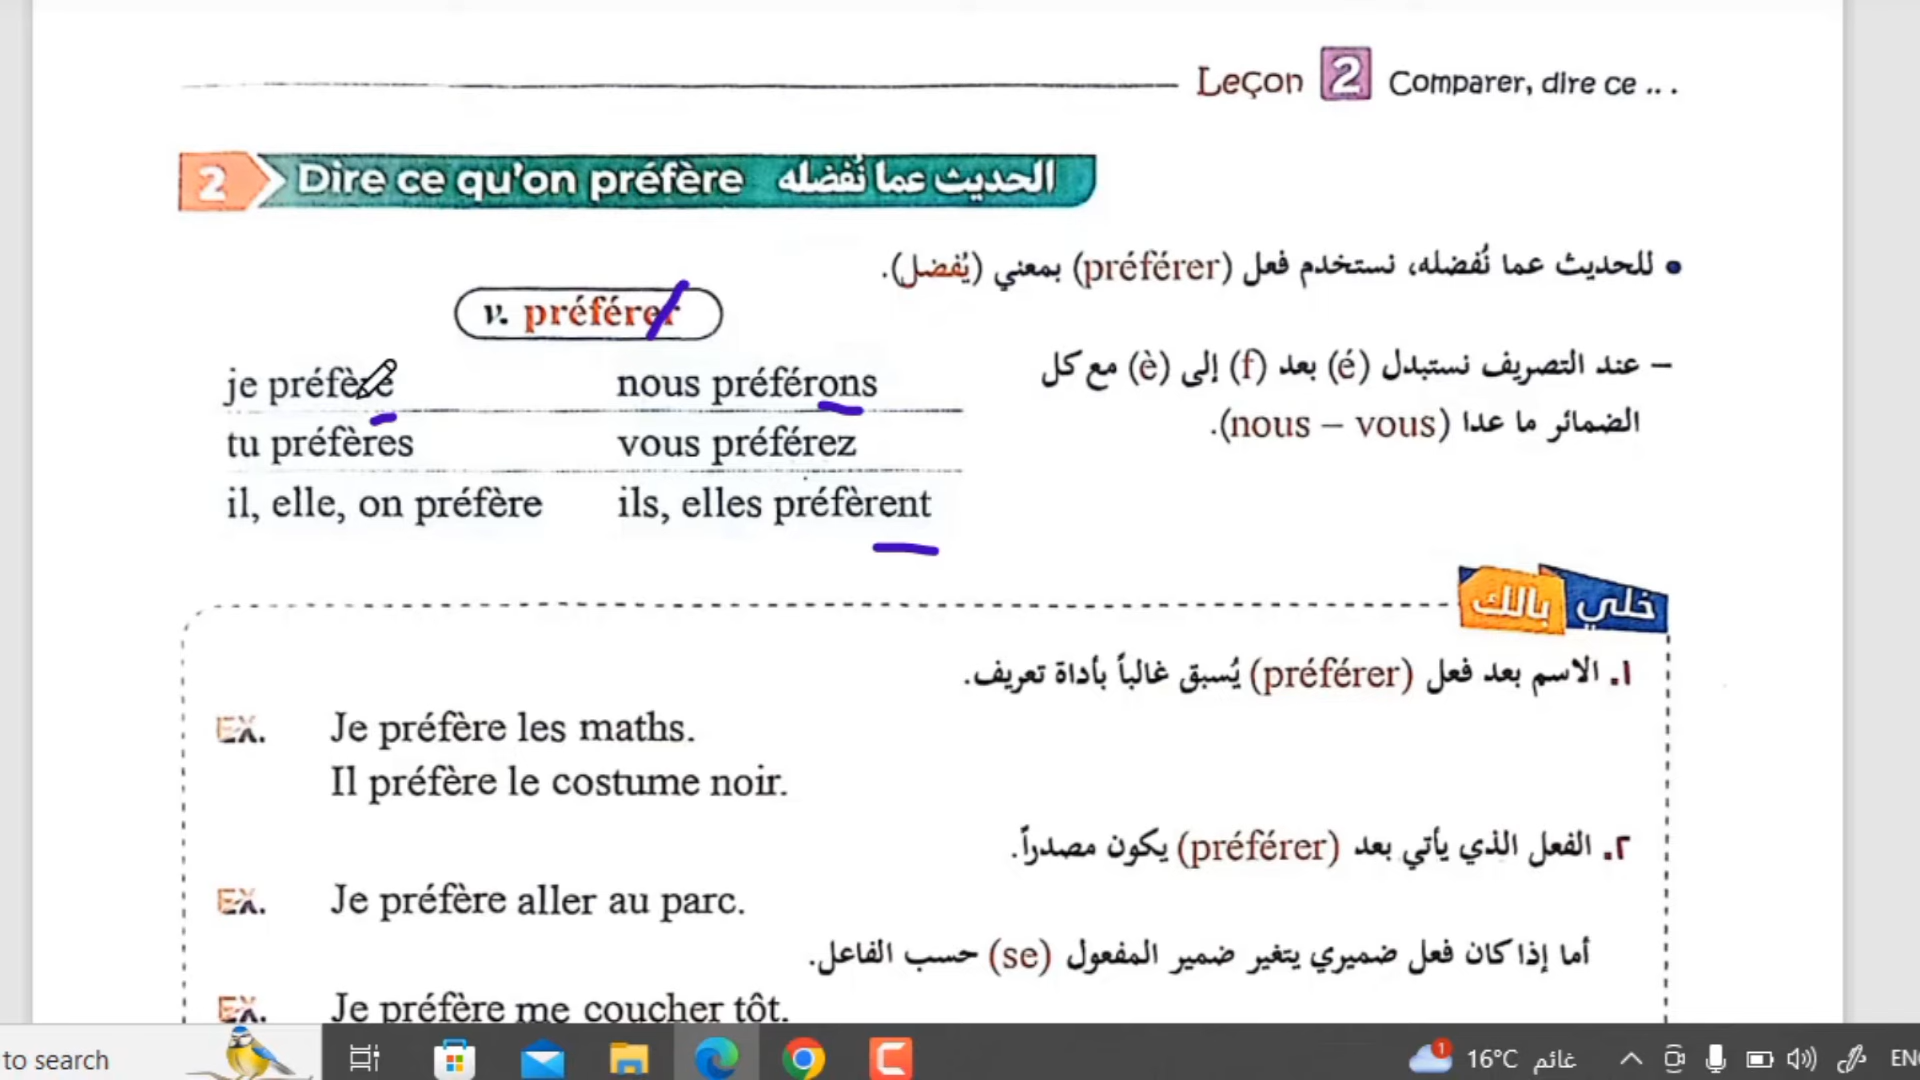 Leçon 2 Comparer, dire ce ...
2 Dire ce qu'on préfère الحديث عما نُفضله
• للحديث عما نُفضله، نستخدم فعل (préférer) بمعني (يُفضل).
v. préférer
je préfère nous préférons
tu préfères vous préférez
il, elle, on préfère ils, elles préfèrent
– عند التصريف نستبدل (é) بعد (f) إلى (è) مع كل
الضمائر ما عدا (nous – vous).
خلي بالك
١. الاسم بعد فعل (préférer) يُسبق غالباً بأداة تعريف.
EX. Je préfère les maths.
Il préfère le costume noir.
٢. الفعل الذي يأتي بعد (préférer) يكون مصدراً.
EX. Je préfère aller au parc.
أما إذا كان فعل ضميري يتغير ضمير المفعول (se) حسب الفاعل.
EX. Je préfère me coucher tôt.
to search
1 16°C غائم ENG